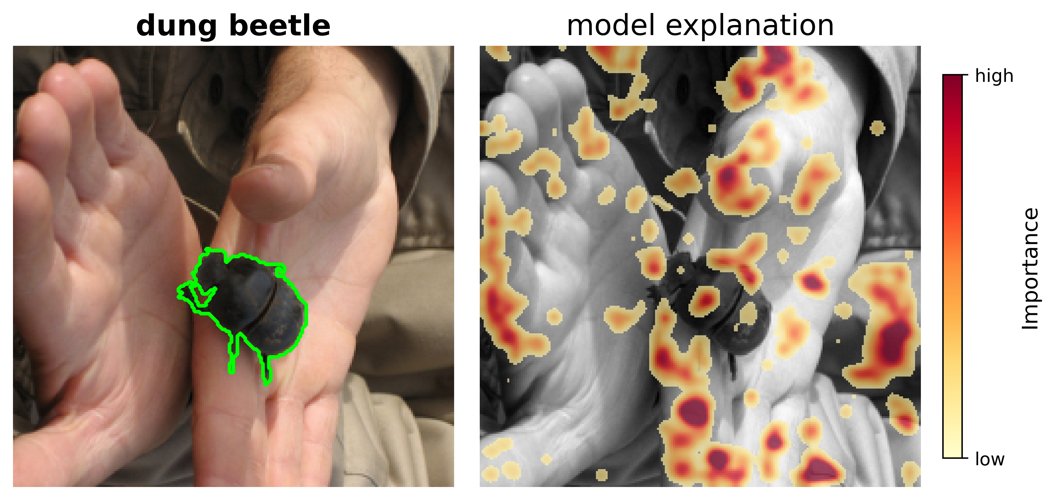 dung beetle
model explanation
high
Importance
low